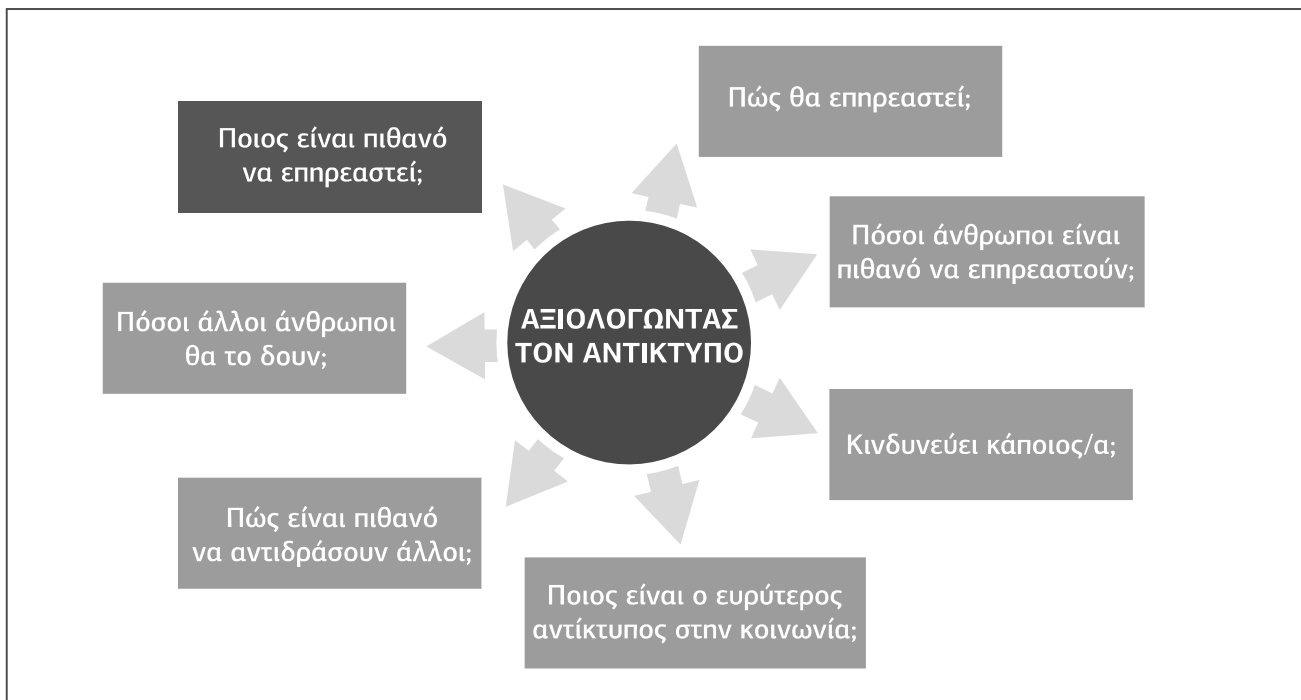 Ποιος είναι πιθανό
να επηρεαστεί;
Πώς θα επηρεαστεί;
Πόσοι άνθρωποι είναι
πιθανό να επηρεαστούν;
Κινδυνεύει κάποιος/α;
Ποιος είναι ο ευρύτερος
αντίκτυπος στην κοινωνία;
Πώς είναι πιθανό
να αντιδράσουν άλλοι;
Πόσοι άλλοι άνθρωποι
θα το δουν;
ΑΞΙΟΛΟΓΩΝΤΑΣ
ΤΟΝ ΑΝΤΙΚΤΥΠΟ